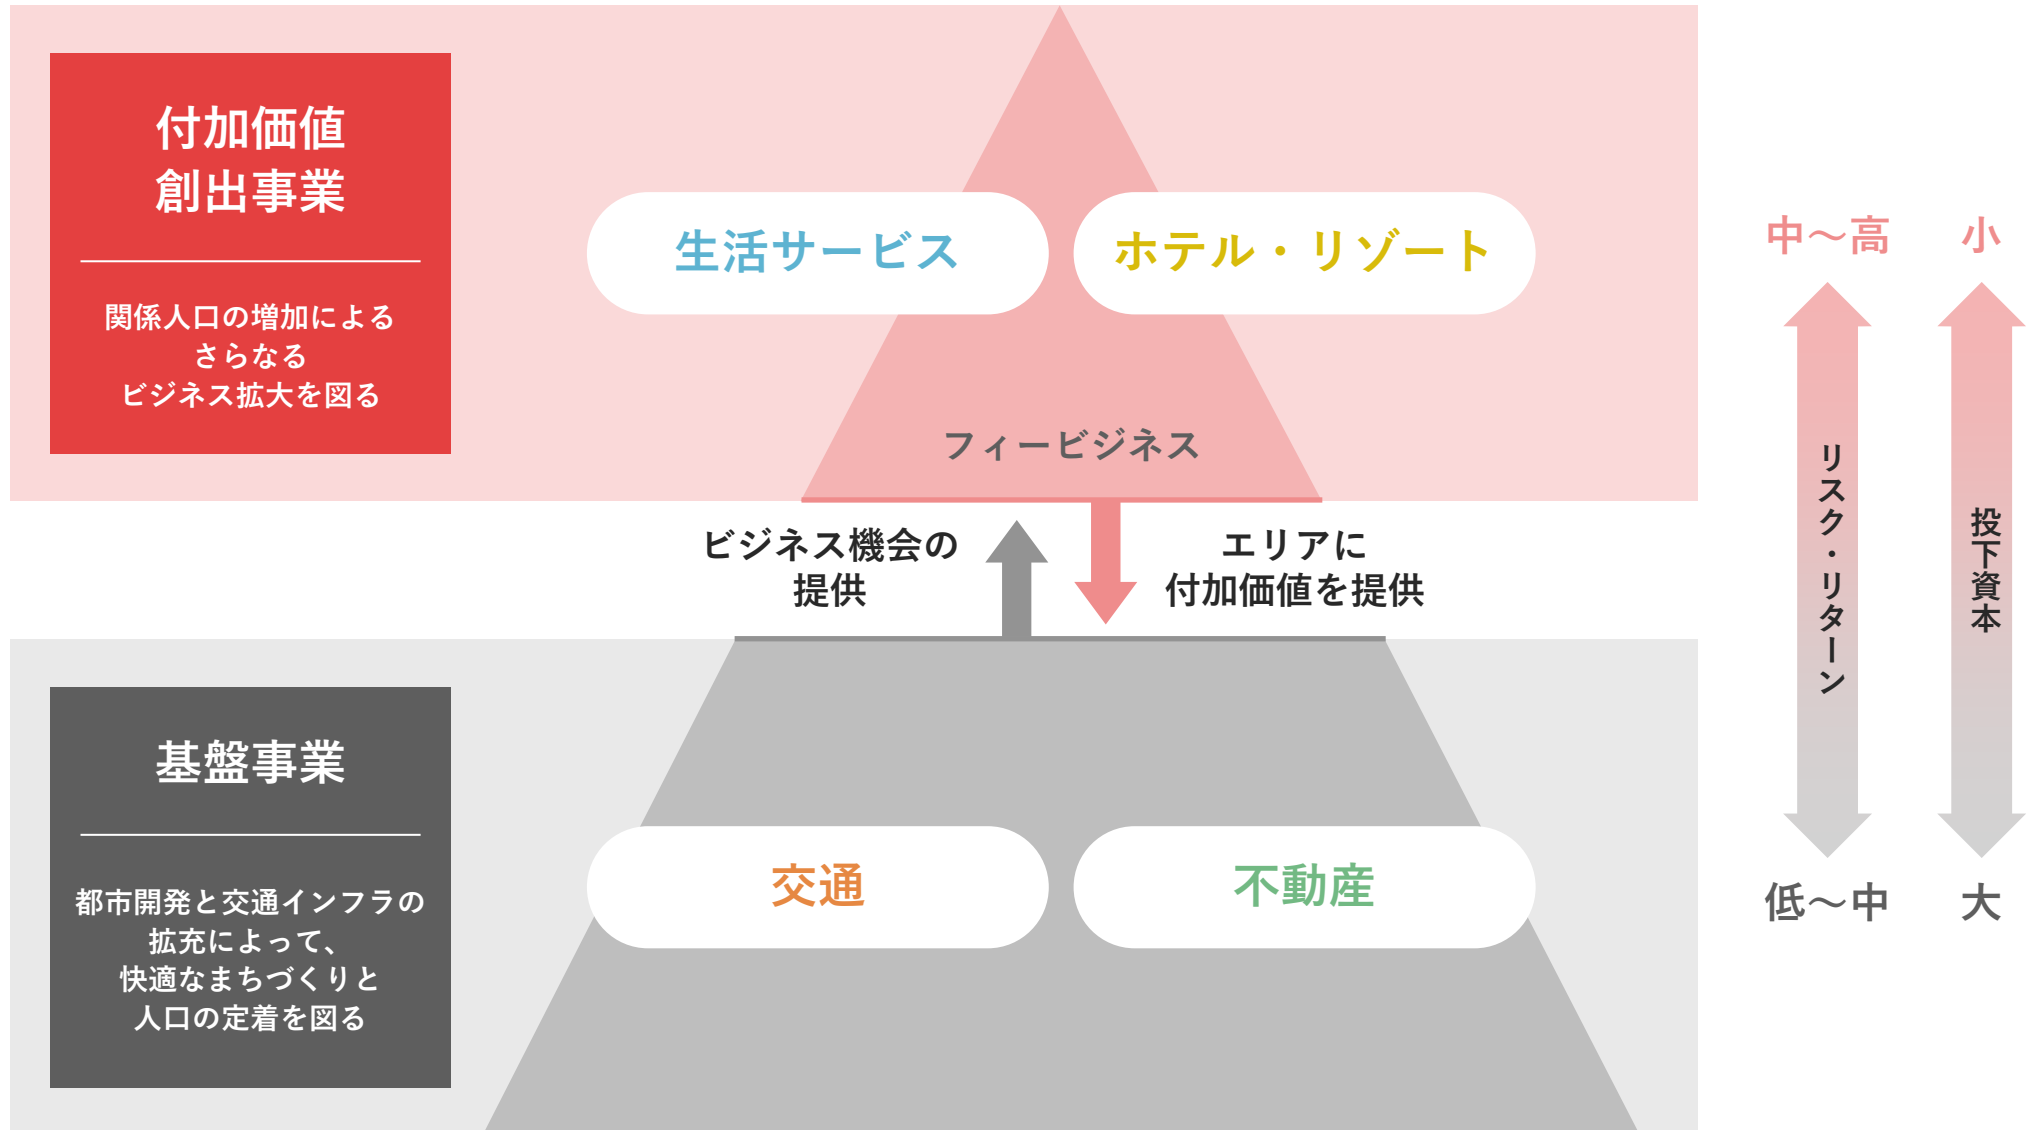 付加価値
創出事業
関係人口の増加による
さらなる
ビジネス拡大を図る
生活サービス
ホテル・リゾート
フィービジネス
ビジネス機会の
提供
エリアに
付加価値を提供
基盤事業
都市開発と交通インフラの
拡充によって、
快適なまちづくりと
人口の定着を図る
交通
不動産
中〜高
小
リスク・リターン
投下資本
低〜中
大